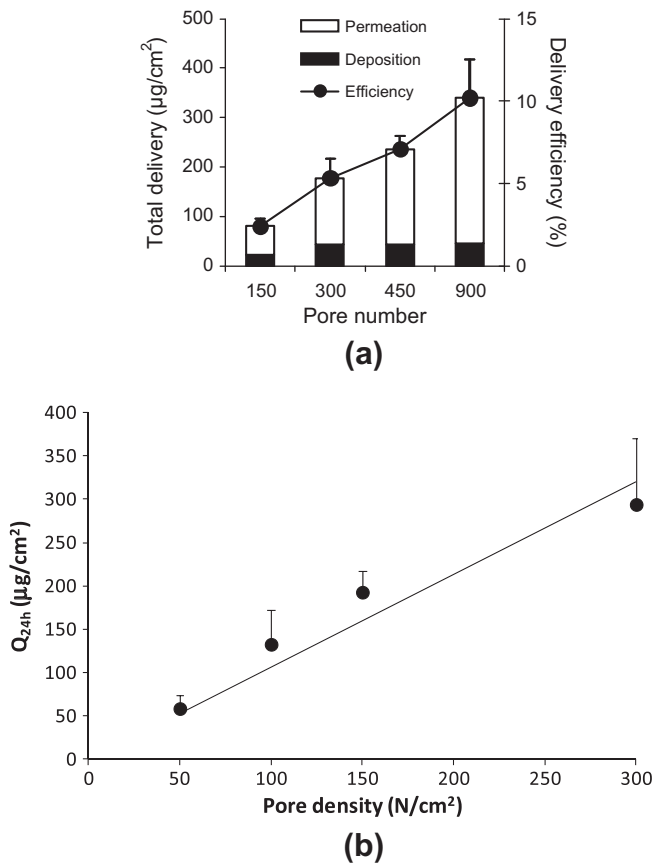 500
400
300
200
100
0
Total delivery (µg/cm²)
Permeation
Deposition
Efficiency
15
10
5
0
Delivery efficiency (%)
150 300 450 900
Pore number
(a)
400
350
300
250
200
150
100
50
0
Q24h (µg/cm²)
0 50 100 150 200 250 300
Pore density (N/cm²)
(b)